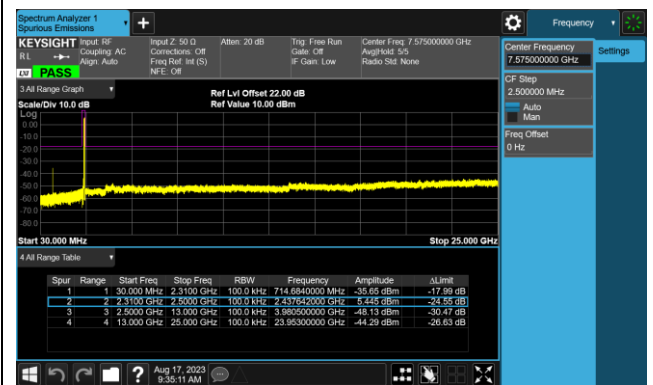 Spectrum Analyzer 1
Spurious Emissions
Frequency
KEYSIGHT Input: RF Input Z: 50 Ω Atten: 20 dB Trig: Free Run Center Freq: 7.575000000 GHz
RL Coupling: AC Corrections: Off Gate: Off Avg|Hold: 5/5
Align: Auto Freq Ref: Int (S) IF Gain: Low Radio Std: None
LXI PASS NFE: Off
Center Frequency
7.575000000 GHz
Settings
CF Step
2.500000 MHz
Auto
Man
Freq Offset
0 Hz
3 All Range Graph
Ref Lvl Offset 22.00 dB
Scale/Div 10.0 dB Ref Value 10.00 dBm
Log
0.00
-10.0
-20.0
-30.0
-40.0
-50.0
-60.0
-70.0
-80.0
Start 30.000 MHz Stop 25.000 GHz
4 All Range Table
Spur Range Start Freq Stop Freq RBW Frequency Amplitude ΔLimit
1 1 30.000 MHz 2.3100 GHz 100.0 kHz 714.6840000 MHz -35.65 dBm -17.99 dB
2 2 2.3100 GHz 2.5000 GHz 100.0 kHz 2.437642000 GHz 5.445 dBm -24.55 dB
3 3 2.5000 GHz 13.000 GHz 100.0 kHz 3.980500000 GHz -48.13 dBm -30.47 dB
4 4 13.000 GHz 25.000 GHz 100.0 kHz 23.95300000 GHz -44.29 dBm -26.63 dB
Aug 17, 2023
9:35:11 AM